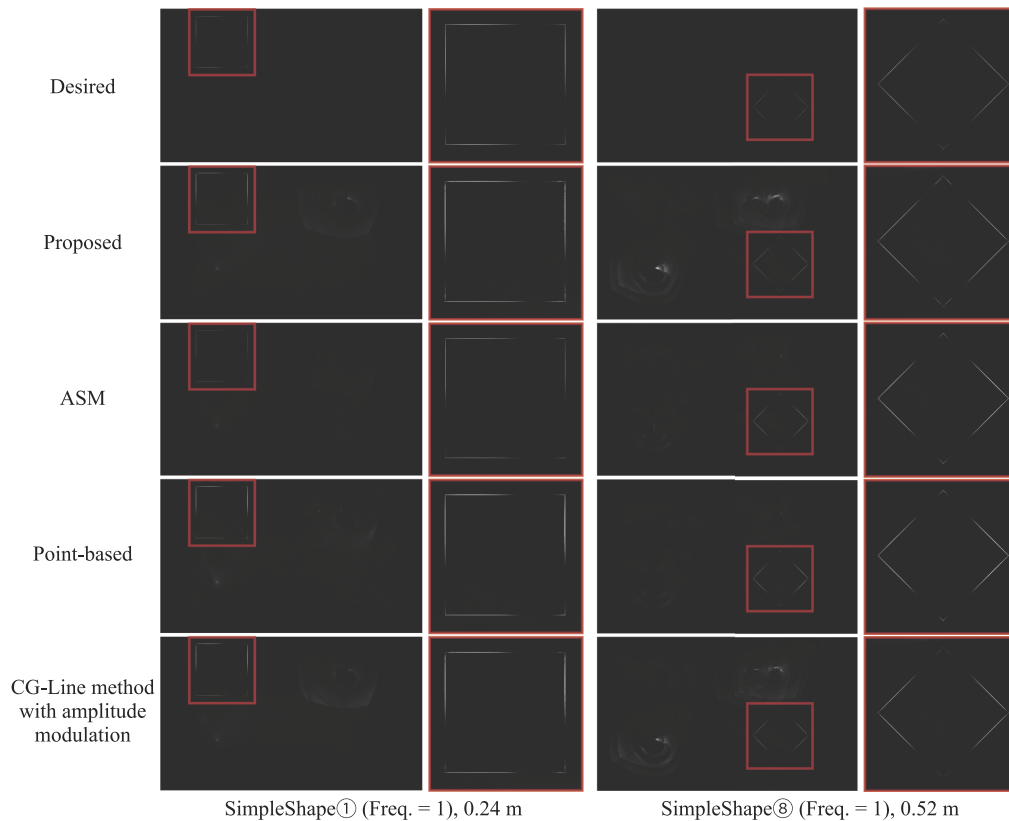 Desired
Proposed
ASM
Point-based
CG-Line method
with amplitude
modulation
SimpleShape① (Freq. = 1), 0.24 m
SimpleShape⑧ (Freq. = 1), 0.52 m